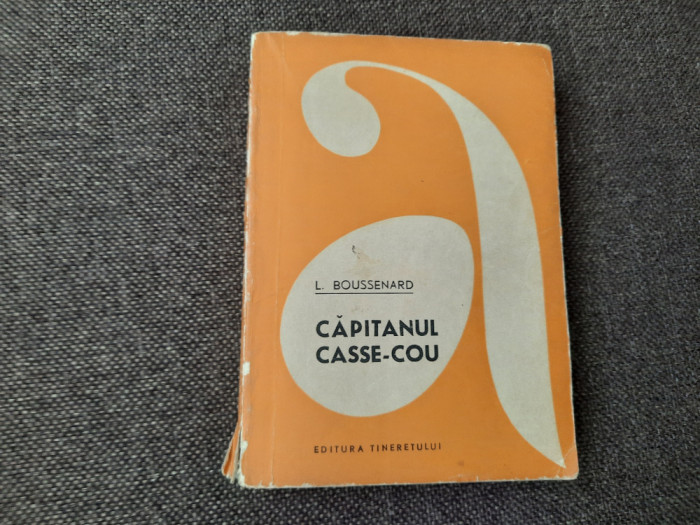 L. BOUSSENARD
CĂPITANUL
CASSE-COU
EDITURA TINERETULUI